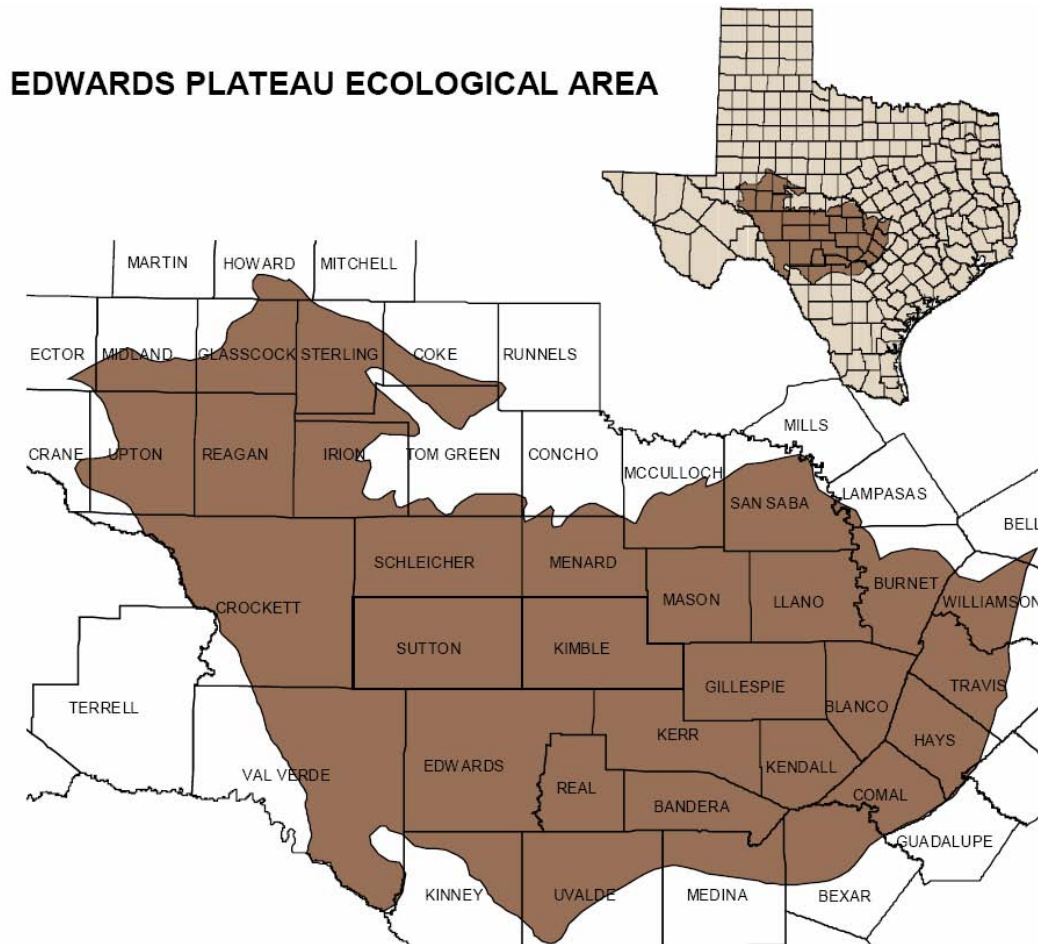 EDWARDS PLATEAU ECOLOGICAL AREA
MARTIN
HOWARD
MITCHELL
ECTOR
MIDLAND
GLASSCOCK
STERLING
COKE
RUNNELS
CRANE
UPTON
REAGAN
IRION
TOM GREEN
CONCHO
MCCULLOCH
MILLS
SAN SABA
LAMPASAS
BELL
SCHLEICHER
MENARD
MASON
LLANO
BURNET
WILLIAMSON
CROCKETT
SUTTON
KIMBLE
GILLESPIE
BLANCO
TRAVIS
TERRELL
VAL VERDE
EDWARDS
REAL
KERR
BANDERA
KENDALL
HAYS
COMAL
GUADALUPE
KINNEY
UVALDE
MEDINA
BEXAR